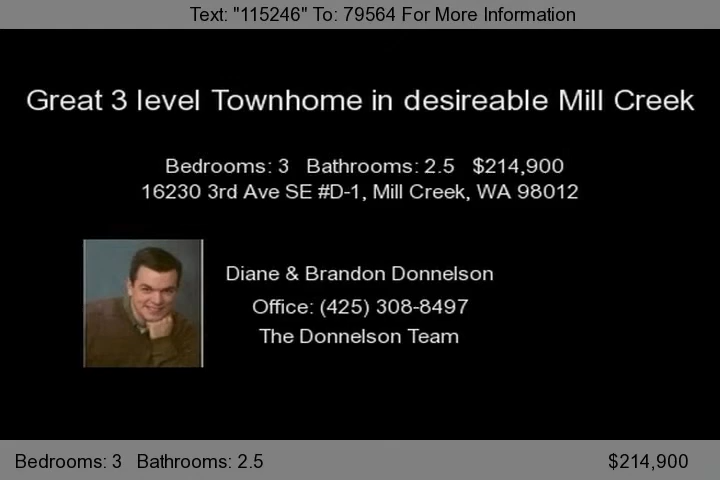 Text: "115246" To: 79564 For More Information
Great 3 level Townhome in desireable Mill Creek
Bedrooms: 3 Bathrooms: 2.5 $214,900
16230 3rd Ave SE #D-1, Mill Creek, WA 98012
Diane & Brandon Donnelson
Office: (425) 308-8497
The Donnelson Team
Bedrooms: 3 Bathrooms: 2.5 $214,900